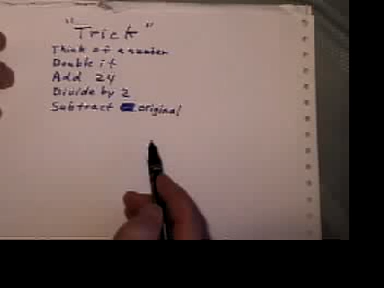 "Trick"
Think of a number
Double it
Add 24
Divide by 2
Subtract original